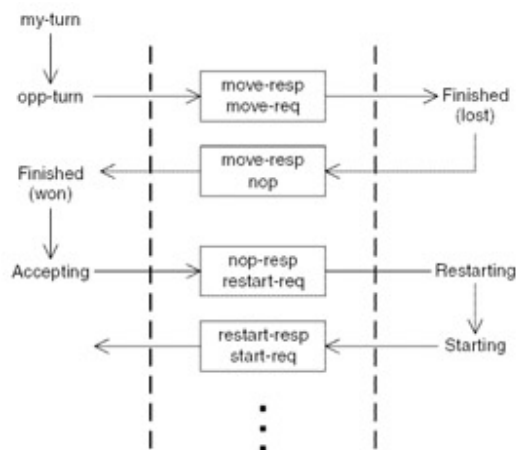 my-turn
opp-turn
move-resp
move-req
Finished
(lost)
Finished
(won)
move-resp
nop
Accepting
nop-resp
restart-req
Restarting
restart-resp
start-req
Starting